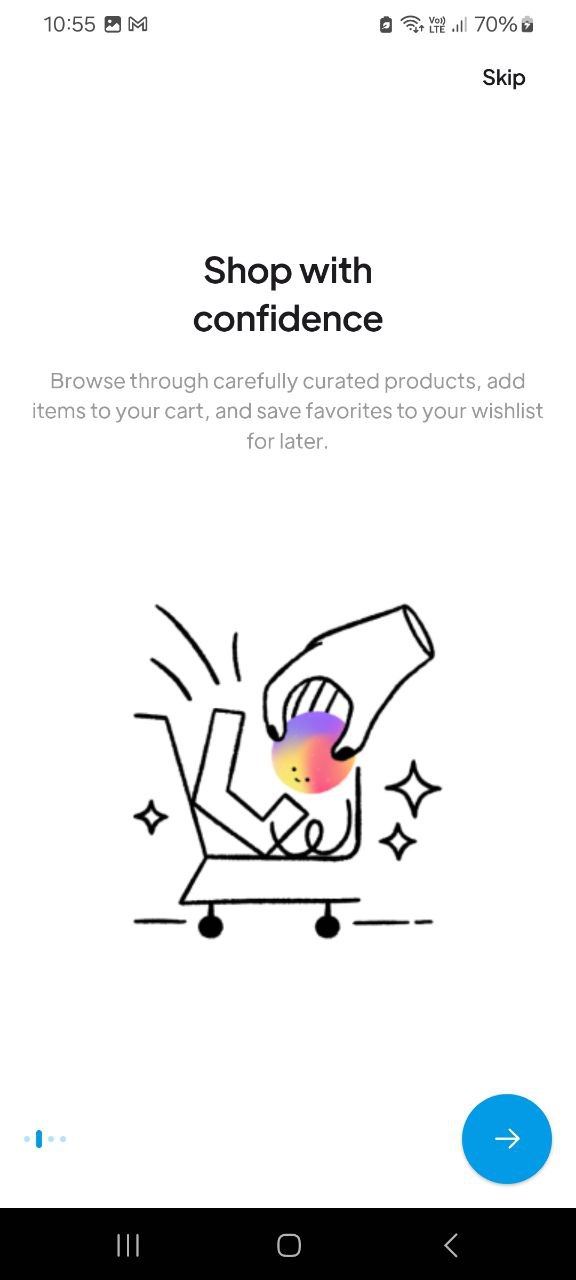 10:55
Vo))
LTE
70%
Skip
Shop with
confidence
Browse through carefully curated products, add
items to your cart, and save favorites to your wishlist
for later.